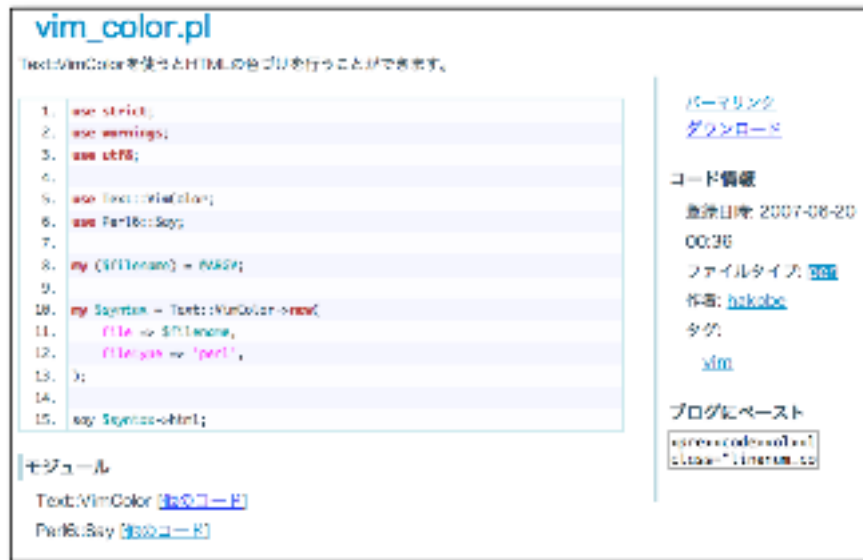 vim_color.pl
Text::VimColorを使うとHTMLの色づけを行うことができます。
1. use strict;
2. use warnings;
3. use utf8;
4.
5. use Text::VimColor;
6. use Perl6::Say;
7.
8. my ($filename) = @ARGV;
9.
10. my $syntax = Text::VimColor->new(
11. file => $filename,
12. filetype => 'perl',
13. );
14.
15. say $syntax->html;
モジュール
Text::VimColor [他のコード]
Perl6::Say [他のコード]
パーマリンク
ダウンロード
コード情報
登録日時: 2007-06-20
00:36
ファイルタイプ: perl
作者: hakobe
タグ:
vim
ブログにペースト
<pre><code><ol><l
class="linenum